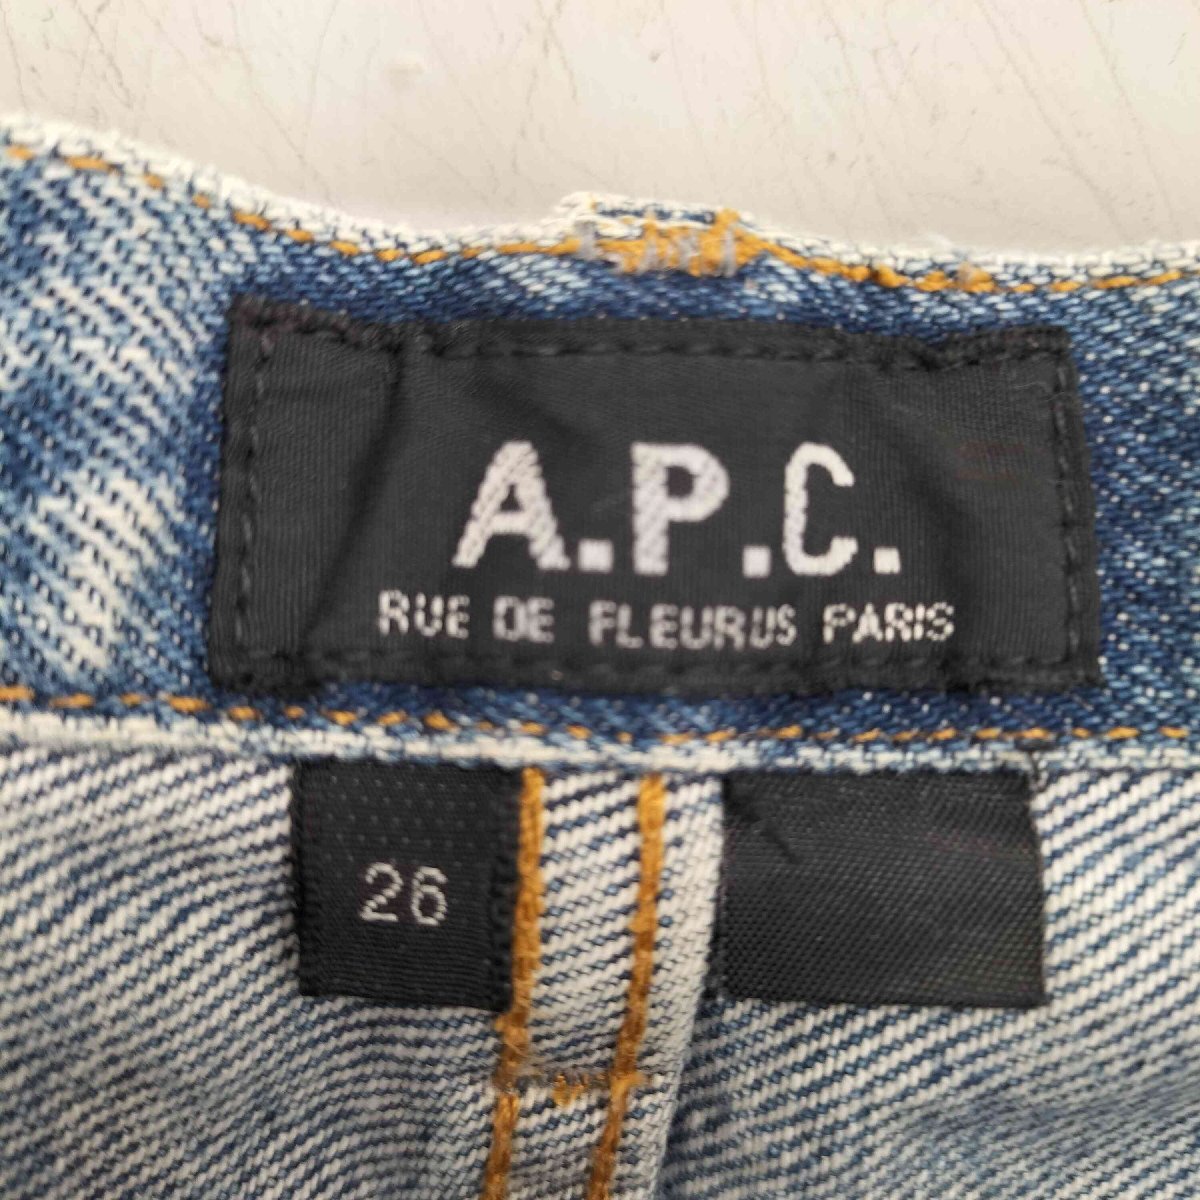 A.P.C.
RUE DE FLEURUS PARIS
26